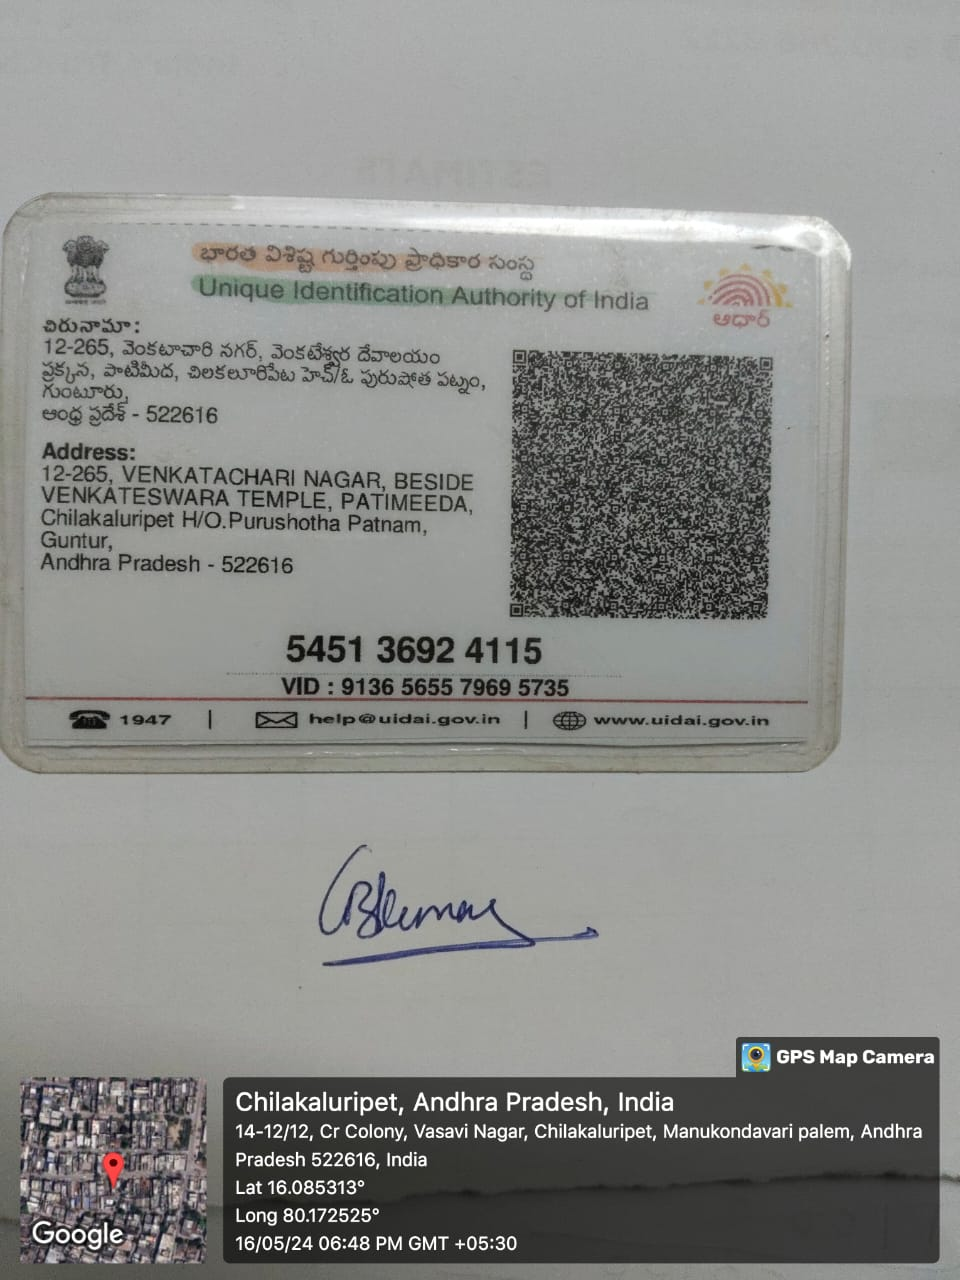 భారత విశిష్ట గుర్తింపు ప్రాధికార సంస్థ
Unique Identification Authority of India
ఆధార్
చిరునామా:
12-265, వెంకటాచారి నగర్, వెంకటేశ్వర దేవాలయం
ప్రక్కన, పాటిమీద, చిలకలూరిపేట హెచ్/ఓ పురుషోత పట్నం,
గుంటూరు,
ఆంధ్ర ప్రదేశ్ - 522616
Address:
12-265, VENKATACHARI NAGAR, BESIDE
VENKATESWARA TEMPLE, PATIMEEDA,
Chilakaluripet H/O.Purushotha Patnam,
Guntur,
Andhra Pradesh - 522616
5451 3692 4115
VID : 9136 5655 7969 5735
1947 | help@uidai.gov.in | www.uidai.gov.in
GPS Map Camera
Chilakaluripet, Andhra Pradesh, India
14-12/12, Cr Colony, Vasavi Nagar, Chilakaluripet, Manukondavari palem, Andhra
Pradesh 522616, India
Lat 16.085313°
Long 80.172525°
16/05/24 06:48 PM GMT +05:30
Google